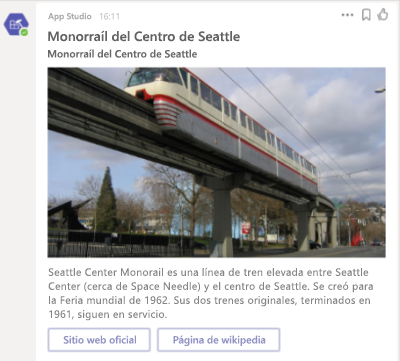 App Studio 16:11
Monorraíl del Centro de Seattle
Monorraíl del Centro de Seattle
Seattle Center Monorail es una línea de tren elevada entre Seattle
Center (cerca de Space Needle) y el centro de Seattle. Se creó para
la Feria mundial de 1962. Sus dos trenes originales, terminados en
1961, siguen en servicio.
Sitio web oficial Página de wikipedia